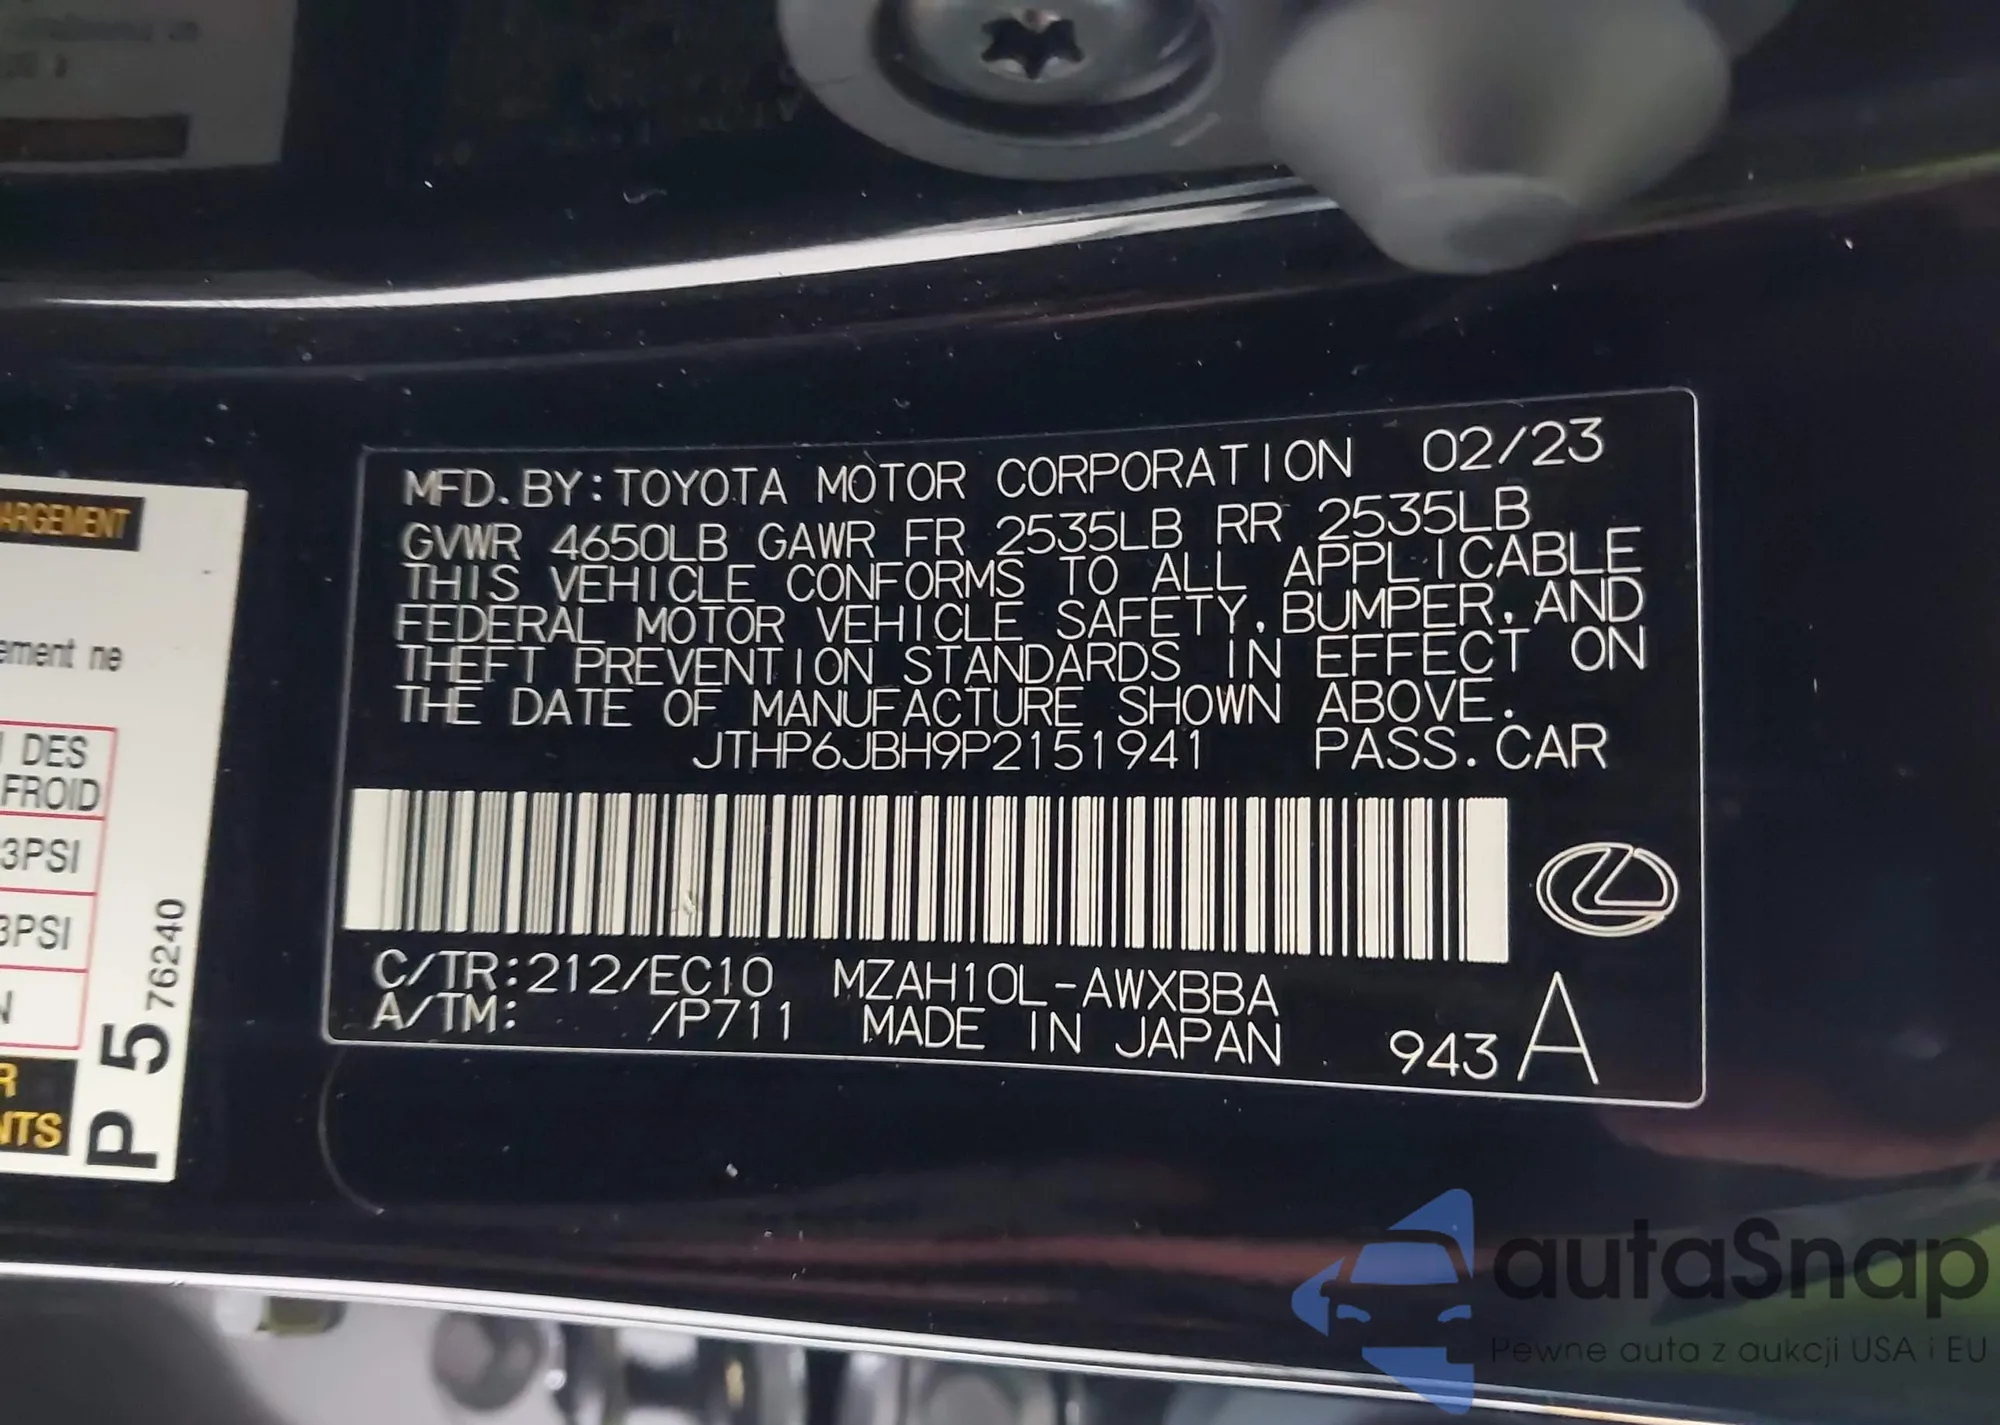 MFD. BY: TOYOTA MOTOR CORPORATION 02/23
GVWR 4650LB GAWR FR 2535LB RR 2535LB
THIS VEHICLE CONFORMS TO ALL APPLICABLE
FEDERAL MOTOR VEHICLE SAFETY, BUMPER, AND
THEFT PREVENTION STANDARDS IN EFFECT ON
THE DATE OF MANUFACTURE SHOWN ABOVE.
JTHP6JBH9P2151941 PASS. CAR
C/TR: 212/EC10 MZAH10L-AWXBBA
A/TM: /P711 MADE IN JAPAN 943 A
ARGEMENT
ement ne
DES
FROID
3PSI
3PSI
N
R
NTS
P 5 76240
autaSnap
Pewne auta z aukcji USA i EU